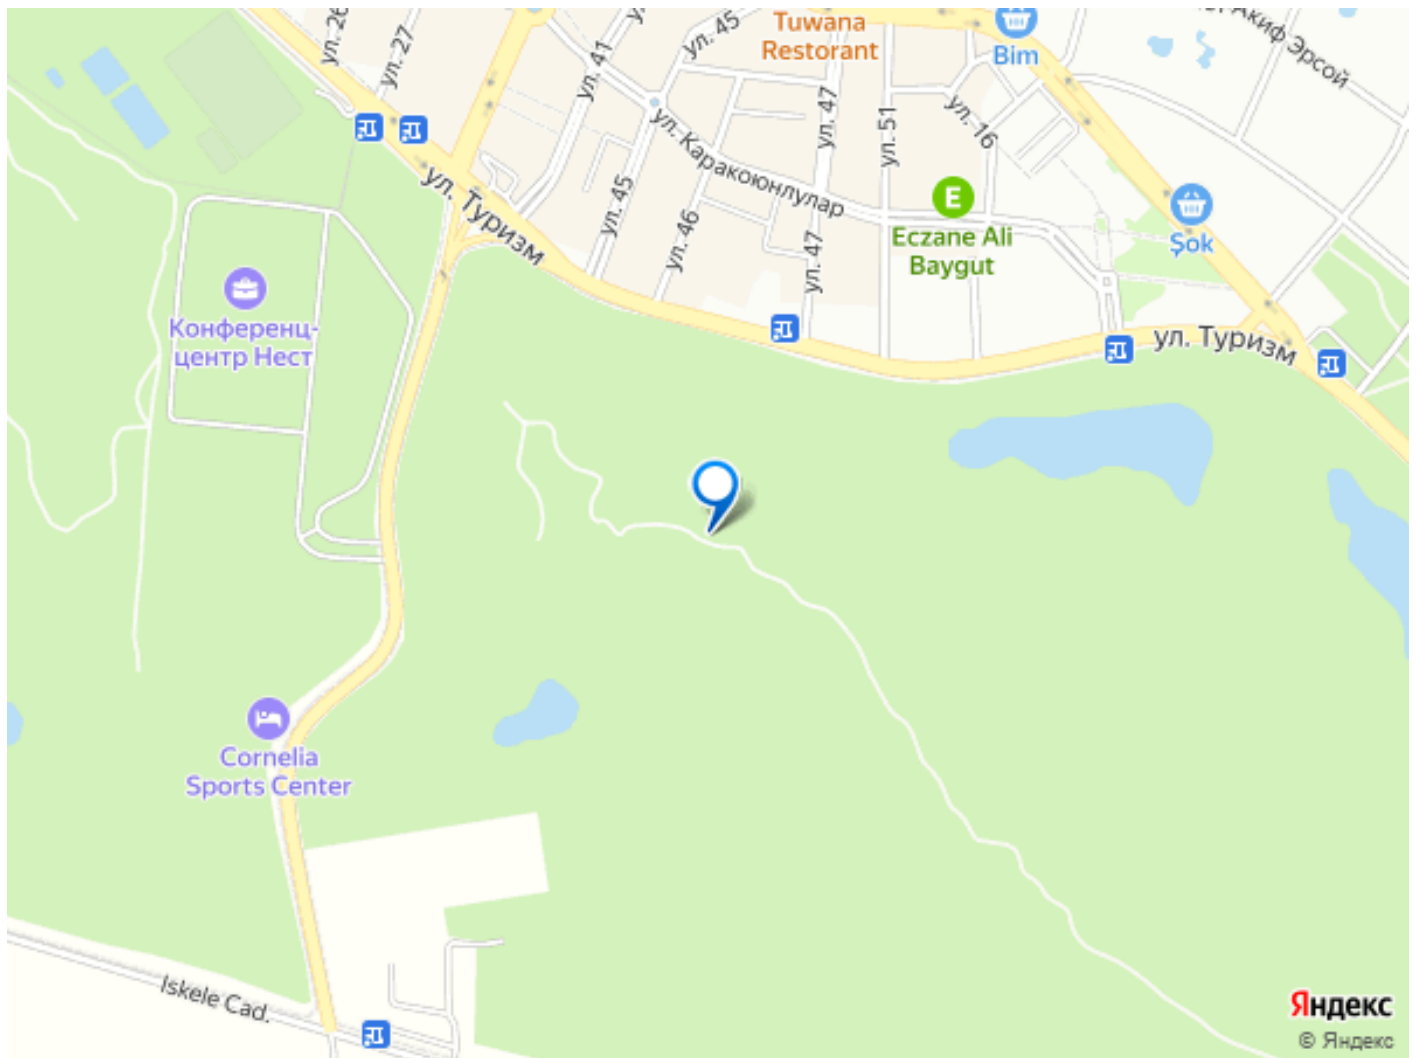 ул. 26
ул. 27
ул. 41
ул. 45
Tuwana
Restorant
Bim
Акиф Эрсой
ул. 47
ул. 51
ул. 16
ул. Каракоюнлулар
ул. Туризм
ул. 45
ул. 46
ул. 47
E
Eczane Ali
Baygut
Şok
Конференц-
центр Нест
ул. Туризм
Cornelia
Sports Center
Iskele Cad.
Яндекс
© Яндекс